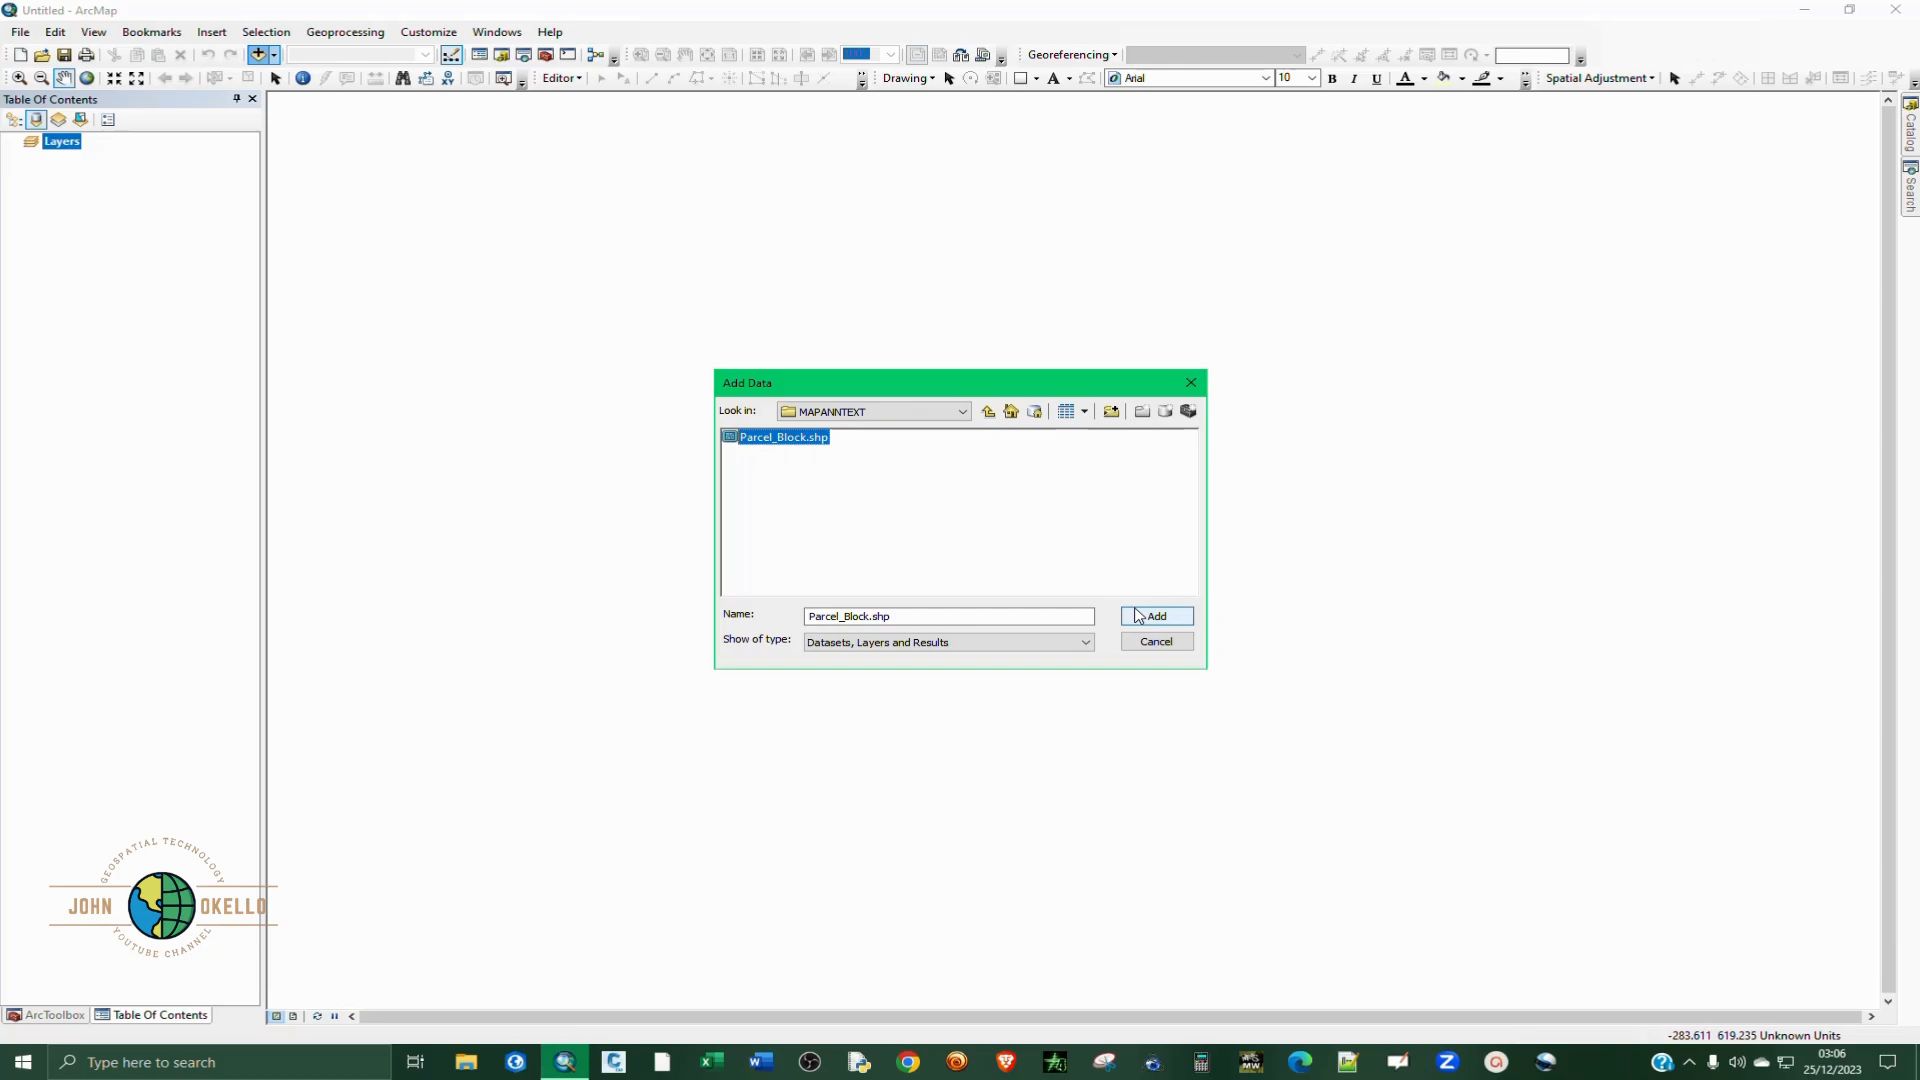 Untitled - ArcMap
File Edit View Bookmarks Insert Selection Geoprocessing Customize Windows Help
Georeferencing
Editor Drawing Arial 10 B I U A Spatial Adjustment
Table Of Contents
Layers
Catalog
Search
Add Data
Look in: MAPANNTEXT
Parcel_Block.shp
Name: Parcel_Block.shp Add
Show of type: Datasets, Layers and Results Cancel
GEOSPATIAL TECHNOLOGY
JOHN OKELLO
YOUTUBE CHANNEL
ArcToolbox Table Of Contents
-283.611 619.235 Unknown Units
Type here to search
03:06
25/12/2023